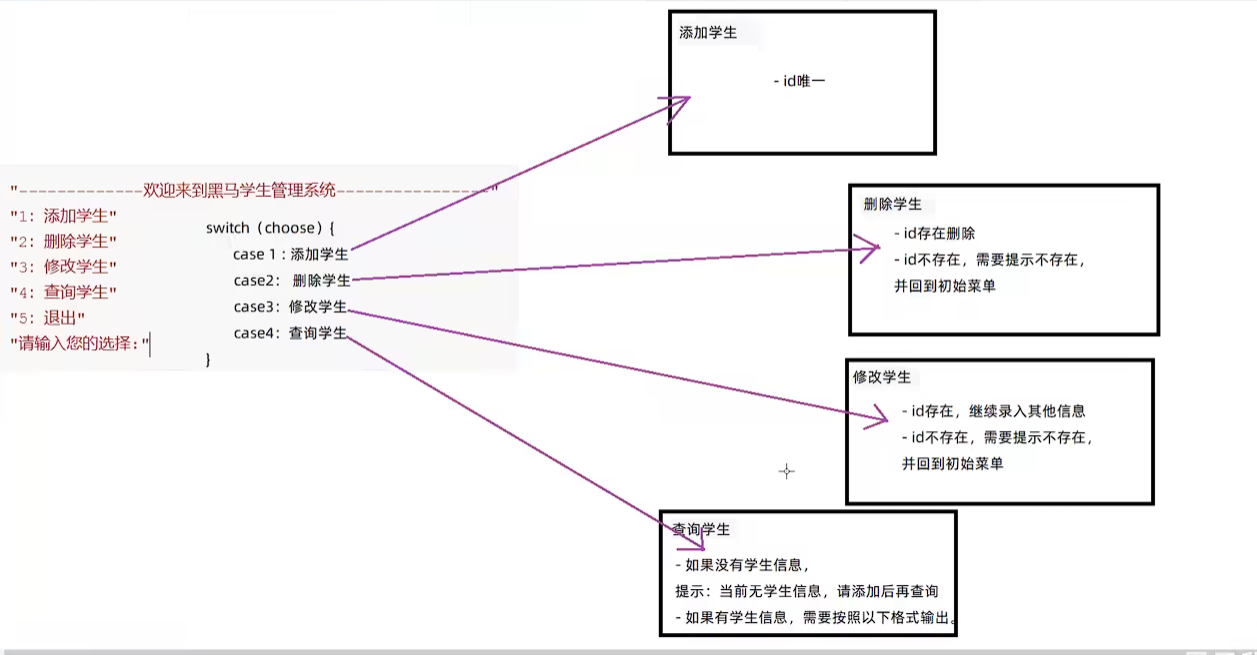 "-------------欢迎来到黑马学生管理系统----------------"
"1: 添加学生"
"2: 删除学生"
"3: 修改学生"
"4: 查询学生"
"5: 退出"
"请输入您的选择:"
switch（choose）{
case 1：添加学生
case2： 删除学生
case3：修改学生
case4：查询学生
}
添加学生
- id唯一
删除学生
- id存在删除
- id不存在，需要提示不存在，
并回到初始菜单
修改学生
- id存在，继续录入其他信息
- id不存在，需要提示不存在，
并回到初始菜单
查询学生
- 如果没有学生信息，
提示：当前无学生信息，请添加后再查询
- 如果有学生信息，需要按照以下格式输出。